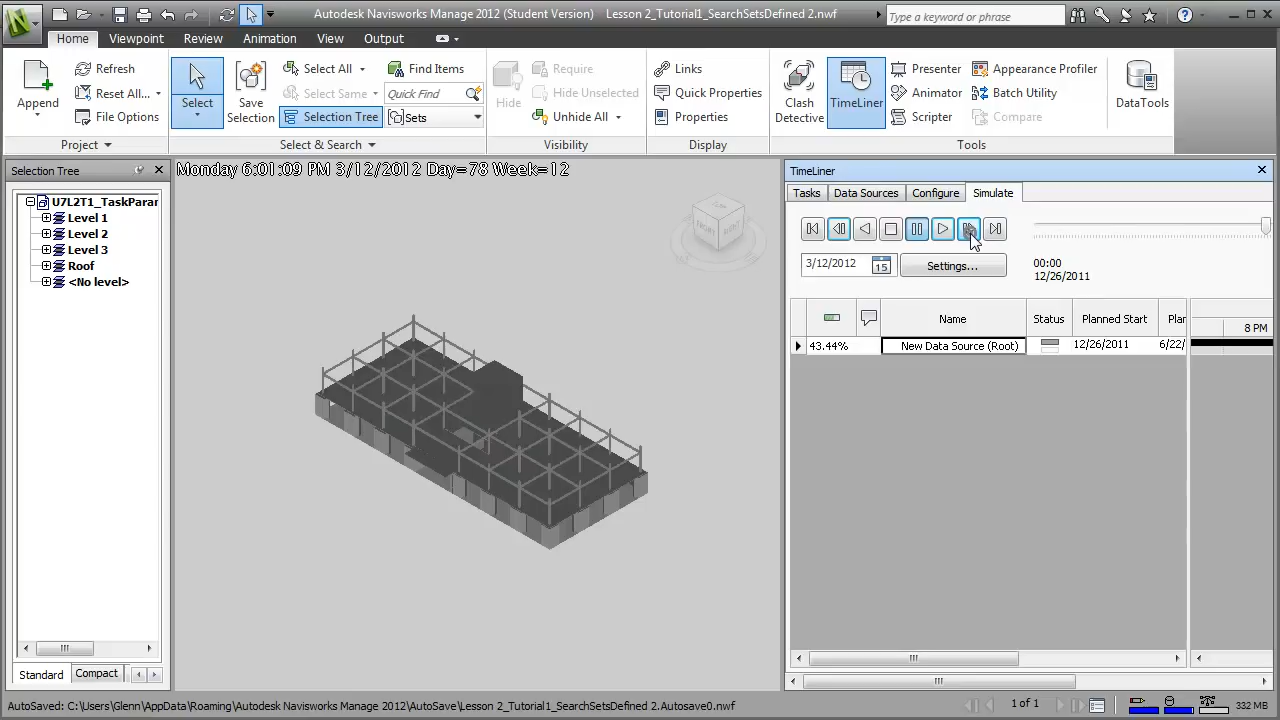 Autodesk Navisworks Manage 2012 (Student Version) Lesson 2_Tutorial1_SearchSetsDefined 2.nwf
Type a keyword or phrase
Home Viewpoint Review Animation View Output
Append
Refresh
Reset All...
File Options
Project
Select
Save Selection
Select All
Select Same
Selection Tree
Find Items
Quick Find
Sets
Select & Search
Hide
Require
Hide Unselected
Unhide All
Visibility
Links
Quick Properties
Properties
Display
Clash Detective
TimeLiner
Presenter
Animator
Scripter
Appearance Profiler
Batch Utility
Compare
DataTools
Tools
Selection Tree
U7L2T1_TaskParar
Level 1
Level 2
Level 3
Roof
<No level>
Standard Compact
Monday 6:01:09 PM 3/12/2012 Day=78 Week=12
TOP
FRONT
RIGHT
TimeLiner
Tasks Data Sources Configure Simulate
3/12/2012 15 Settings...
00:00
12/26/2011
Name Status Planned Start Plar
8 PM
43.44% New Data Source (Root) 12/26/2011 6/22/
AutoSaved: C:\Users\Glenn\AppData\Roaming\Autodesk Navisworks Manage 2012\AutoSave\Lesson 2_Tutorial1_SearchSetsDefined 2.Autosave0.nwf
1 of 1
332 MB